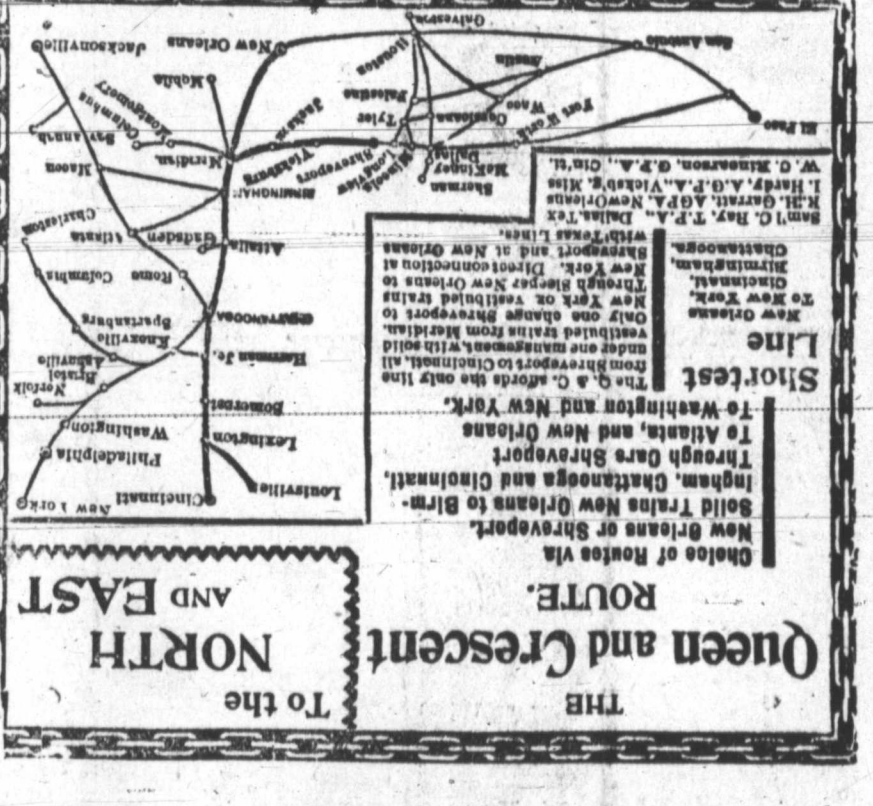 THE
Queen and Crescent
ROUTE.
To the
NORTH
AND EAST
Choice of Routes via
New Orleans or Shreveport.
Solid Trains New Orleans to Birm-
ingham, Chattanooga and Cincinnati,
Through Cars Shreveport
To Atlanta, and New Orleans
To Washington and New York.
Shortest
Line
New Orleans
To New York,
Cincinnati,
Birmingham,
Chattanooga.
The Q. & C. affords the only line
from Shreveport to Cincinnati, all
under one management, with solid
vestibuled trains from Meridian.
Only one change Shreveport to
New York on vestibuled trains
Through Sleeper New Orleans to
New York. Direct connection at
Shreveport and at New Orleans
with Texas Lines.
Sam'l C. Ray, T.P.A., Dallas, Tex
R. H. Garratt, AGPA, New Orleans
I. Hardy, A.G.P.A., Vicksb'g, Miss
W. C. Rinearson, G.P.A., Cin'ti.
New York
Cincinnati
Louisville
Philadelphia
Lexington
Washington
Somerset
Norfolk
Bristol
Asheville
Harriman Jc.
Knoxville
Spartanburg
CHATTANOOGA
Columbus
Rome
Attalla
Gadsden
Atlanta
Charleston
BIRMINGHAM
Macon
Sherman
McKinney
Dallas
Mineola
Longview
Shreveport
Vicksburg
Meridian
Savannah
El Paso
Fort Worth
Corsicana
Waco
Tyler
Palestine
Jackson
Montgomery
Columbus
Mobile
Austin
Houston
San Antonio
New Orleans
Jacksonville
Galveston